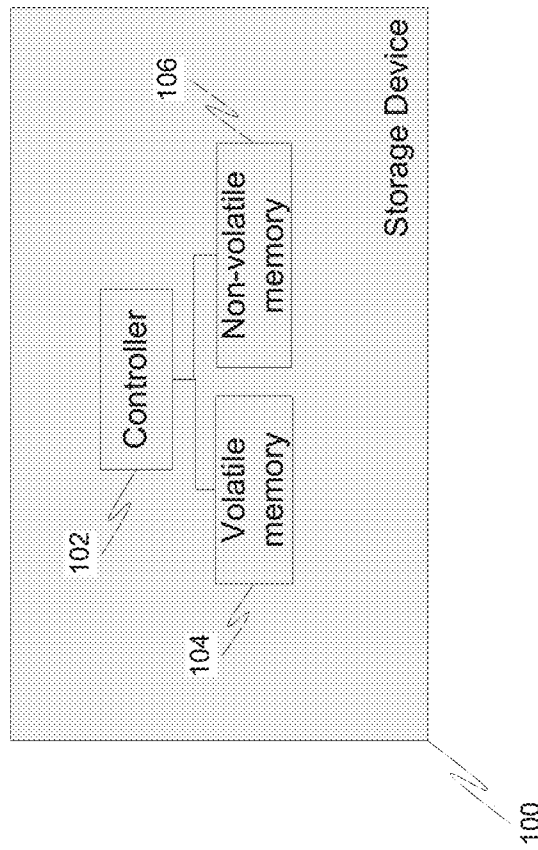 102
Controller
106
104
Volatile
memory
Non-volatile
memory
Storage Device
100